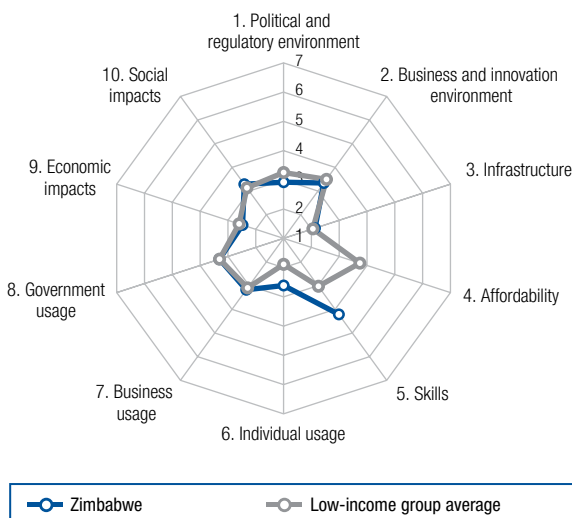 1. Political and
regulatory environment
2. Business and innovation
environment
3. Infrastructure
4. Affordability
5. Skills
6. Individual usage
7. Business
usage
8. Government
usage
9. Economic
impacts
10. Social
impacts
7
6
5
4
2
1
Zimbabwe
Low-income group average